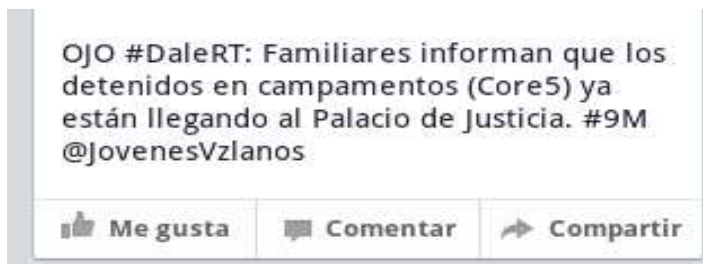 OJO #DaleRT: Familiares informan que los
detenidos en campamentos (Core5) ya
están llegando al Palacio de Justicia. #9M
@JovenesVzlanos
Me gusta Comentar Compartir